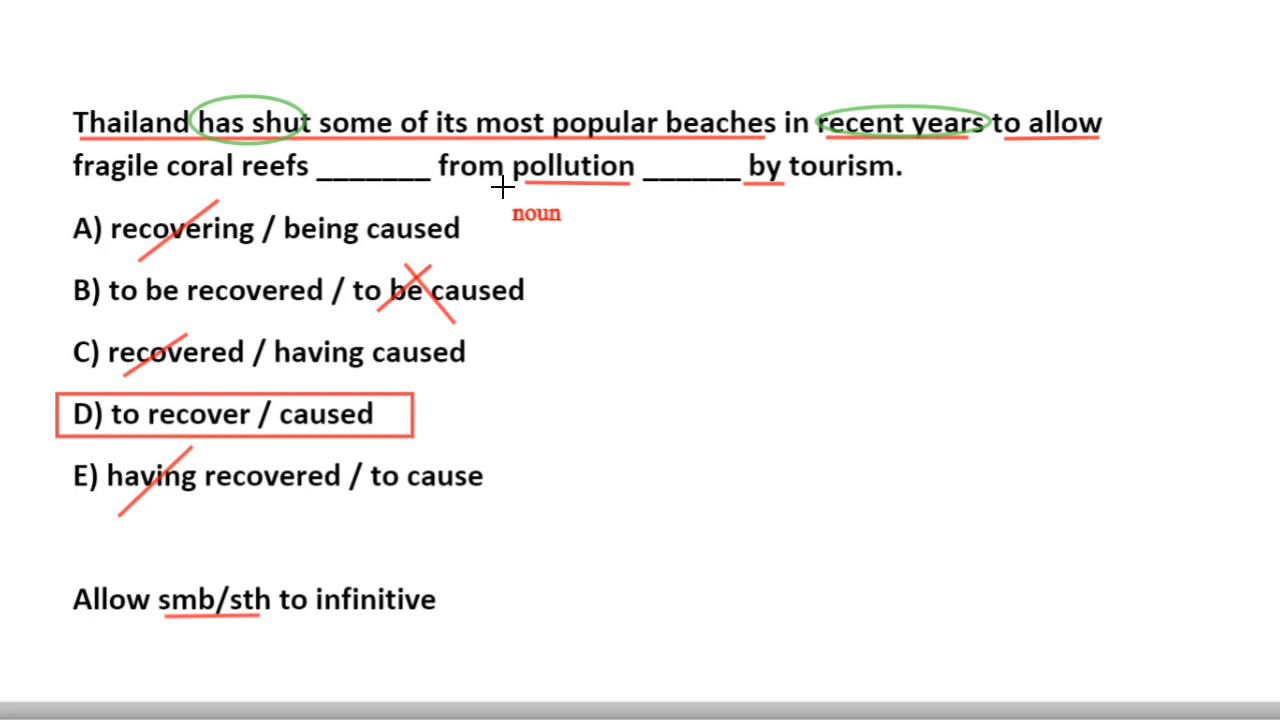 Thailand has shut some of its most popular beaches in recent years to allow
fragile coral reefs _______ from pollution ______ by tourism.
noun
A) recovering / being caused
B) to be recovered / to be caused
C) recovered / having caused
D) to recover / caused
E) having recovered / to cause
Allow smb/sth to infinitive